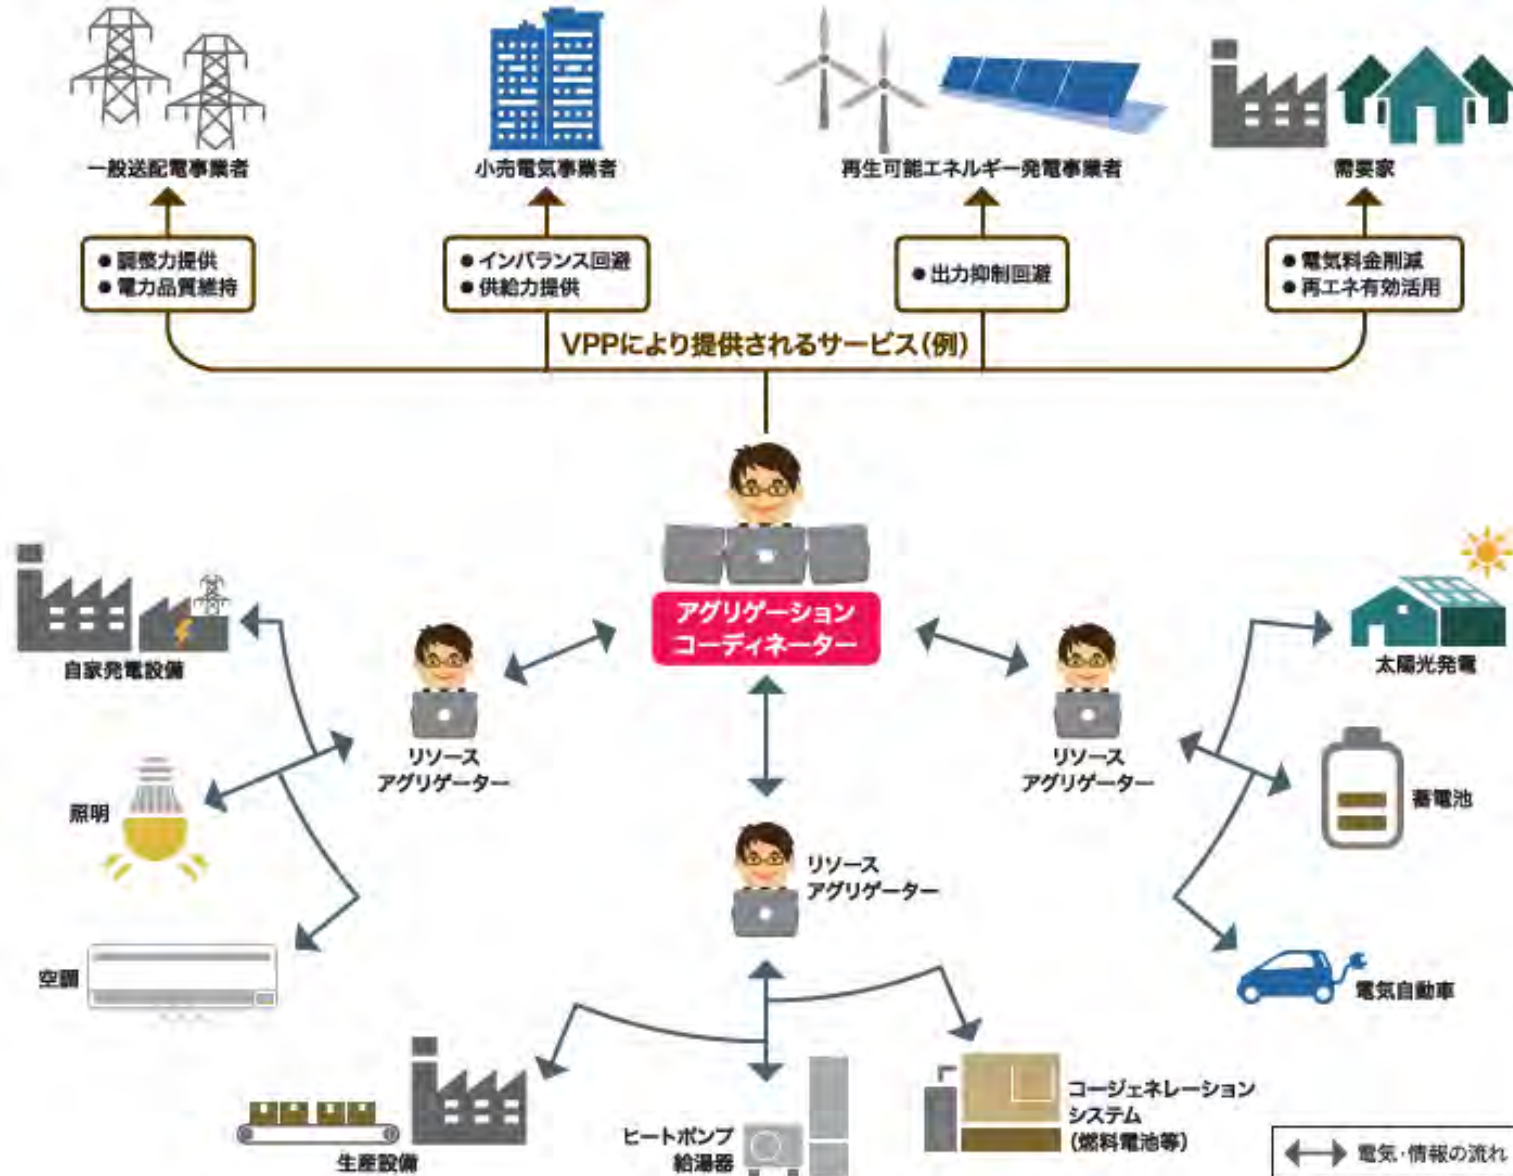 一般送配電事業者
小売電気事業者
再生可能エネルギー発電事業者
需要家
● 調整力提供
● 電力品質維持
● インバランス回避
● 供給力提供
● 出力抑制回避
● 電気料金削減
● 再エネ有効活用
VPPにより提供されるサービス(例)
アグリゲーション
コーディネーター
自家発電設備
リソース
アグリゲーター
リソース
アグリゲーター
太陽光発電
照明
蓄電池
リソース
アグリゲーター
空調
電気自動車
生産設備
ヒートポンプ
給湯器
コージェネレーション
システム
(燃料電池等)
電気・情報の流れ